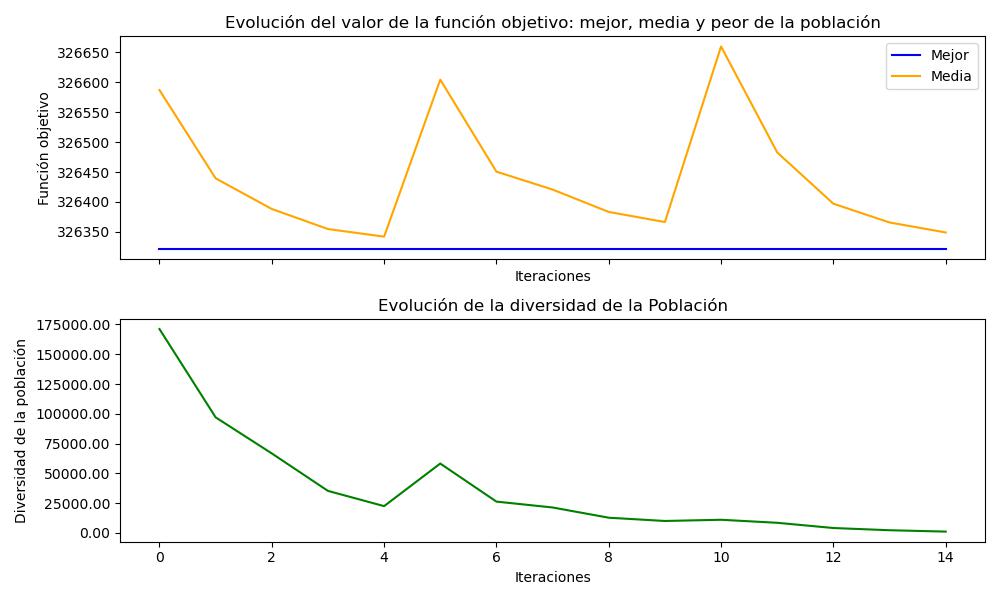 Evolución del valor de la función objetivo: mejor, media y peor de la población
Función objetivo
326650
326600
326550
326500
326450
326400
326350
Mejor
Media
Iteraciones
Evolución de la diversidad de la Población
Diversidad de la población
175000.00
150000.00
125000.00
100000.00
75000.00
50000.00
25000.00
0.00
0 2 4 6 8 10 12 14
Iteraciones